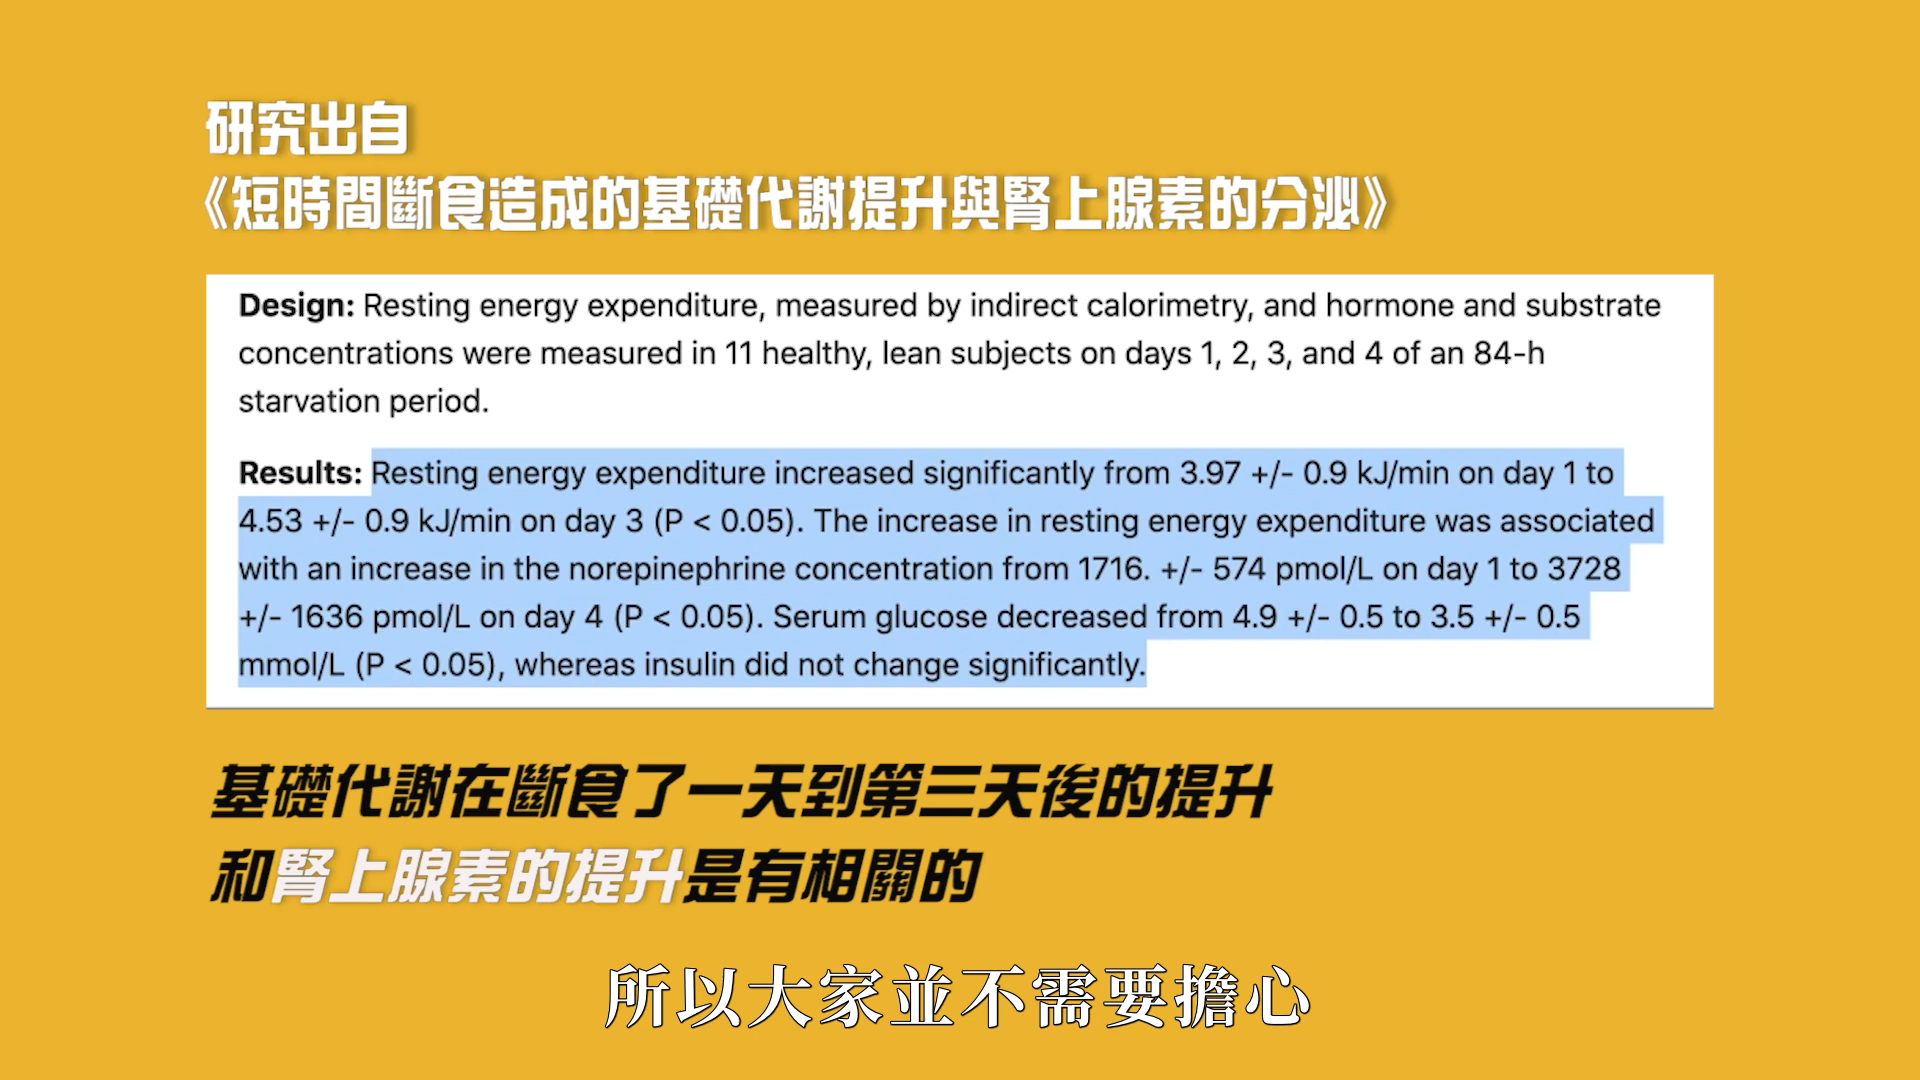 研究出自
《短時間斷食造成的基礎代謝提升與腎上腺素的分泌》
Design: Resting energy expenditure, measured by indirect calorimetry, and hormone and substrate
concentrations were measured in 11 healthy, lean subjects on days 1, 2, 3, and 4 of an 84-h
starvation period.
Results: Resting energy expenditure increased significantly from 3.97 +/- 0.9 kJ/min on day 1 to
4.53 +/- 0.9 kJ/min on day 3 (P < 0.05). The increase in resting energy expenditure was associated
with an increase in the norepinephrine concentration from 1716. +/- 574 pmol/L on day 1 to 3728
+/- 1636 pmol/L on day 4 (P < 0.05). Serum glucose decreased from 4.9 +/- 0.5 to 3.5 +/- 0.5
mmol/L (P < 0.05), whereas insulin did not change significantly.
基礎代謝在斷食了一天到第三天後的提升
和腎上腺素的提升是有相關的
所以大家並不需要擔心